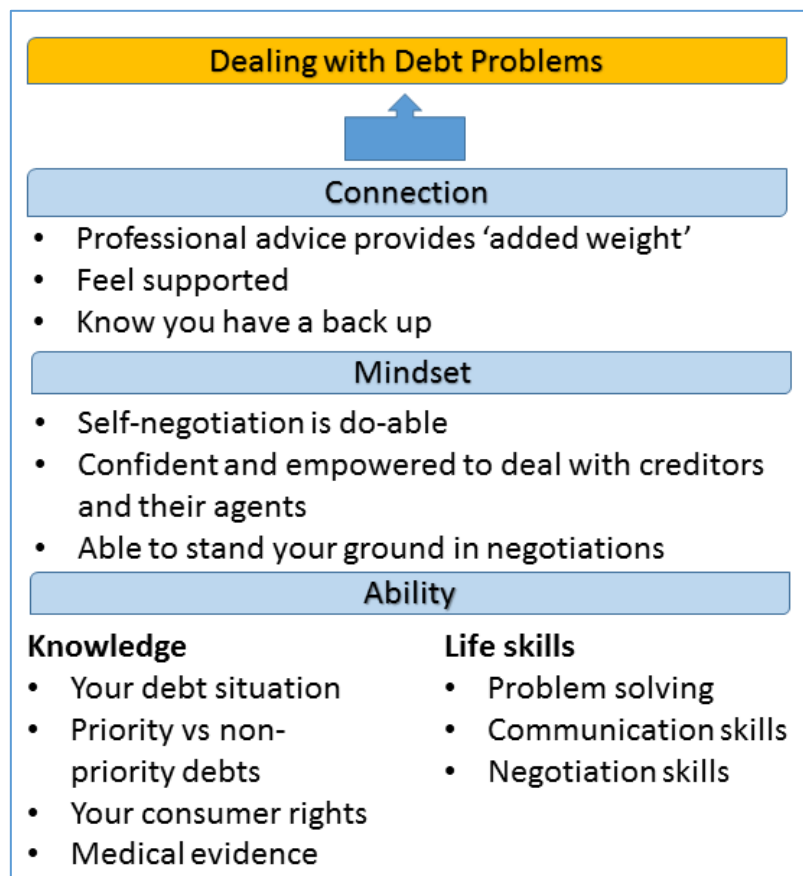 Dealing with Debt Problems
Connection
• Professional advice provides ‘added weight’
• Feel supported
• Know you have a back up
Mindset
• Self-negotiation is do-able
• Confident and empowered to deal with creditors
and their agents
• Able to stand your ground in negotiations
Ability
Knowledge
• Your debt situation
• Priority vs non-
priority debts
• Your consumer rights
• Medical evidence
Life skills
• Problem solving
• Communication skills
• Negotiation skills